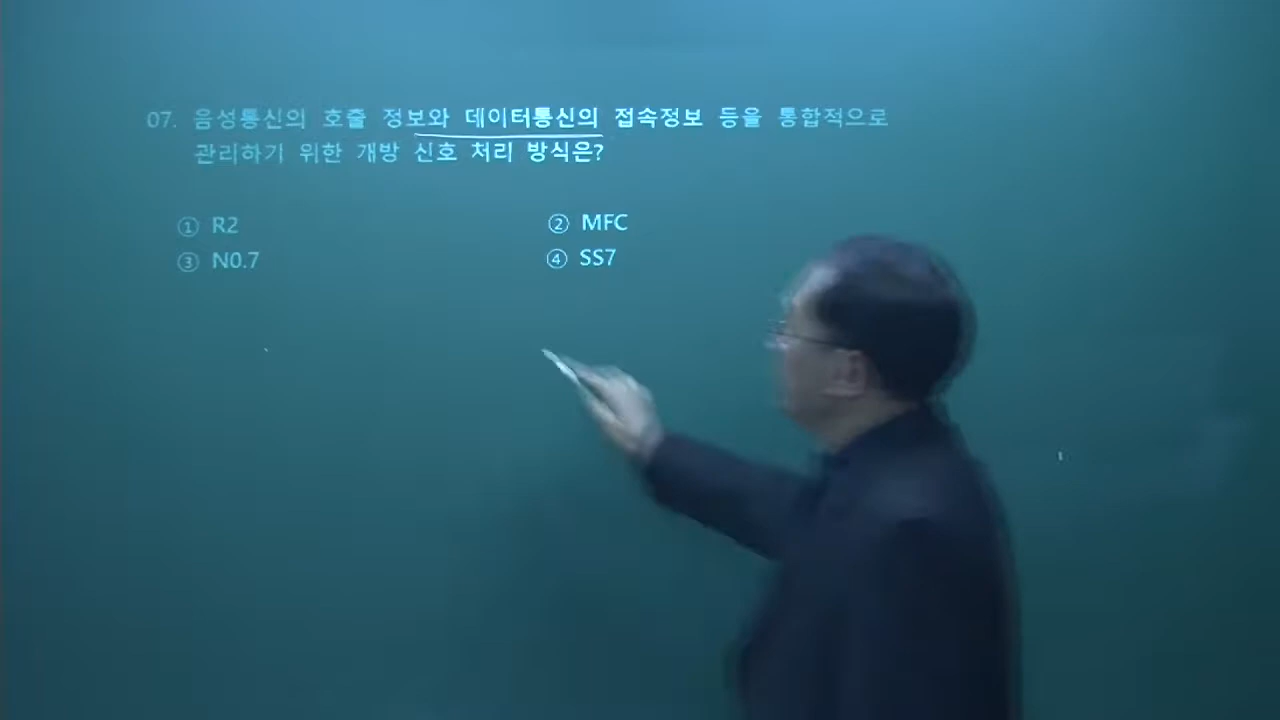 07. 음성통신의 호출 정보와 데이터통신의 접속정보 등을 통합적으로
관리하기 위한 개방 신호 처리 방식은?
① R2
② MFC
③ N0.7
④ SS7